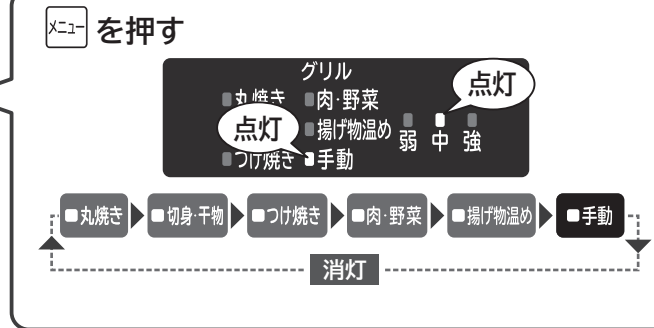 メニュー を押す
グリル
丸焼き 肉・野菜
点灯
点灯 揚げ物温め 弱 中 強
つけ焼き 手動
丸焼き 切身・干物 つけ焼き 肉・野菜 揚げ物温め 手動
消灯